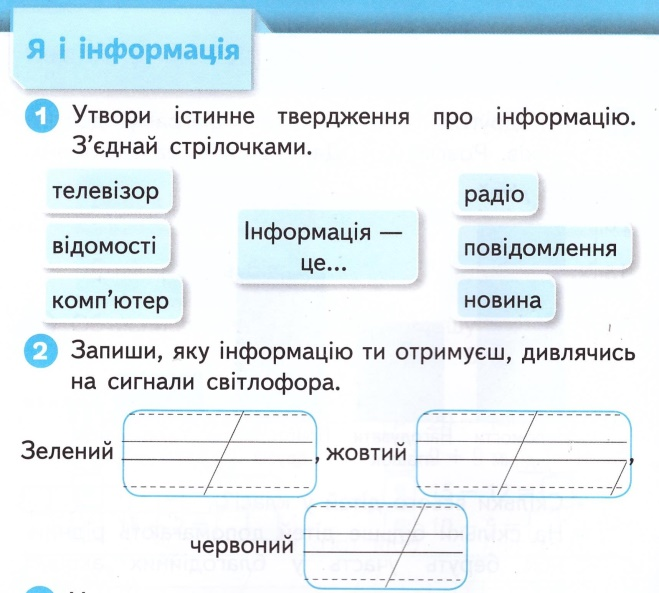 Я і інформація
1 Утвори істинне твердження про інформацію.
З’єднай стрілочками.
телевізор
радіо
відомості
Інформація —
це...
повідомлення
комп’ютер
новина
2 Запиши, яку інформацію ти отримуєш, дивлячись
на сигнали світлофора.
Зелений , жовтий ,
червоний